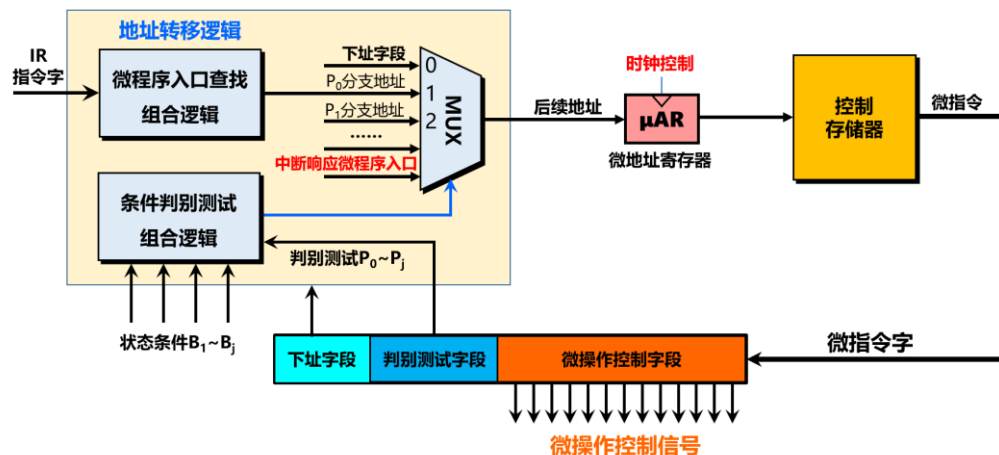 地址转移逻辑
IR
指令字
微程序入口查找
组合逻辑
下址字段
P₀分支地址
P₁分支地址
......
中断响应微程序入口
0
1
2
MUX
后续地址
时钟控制
μAR
微地址寄存器
控制
存储器
微指令
条件判别测试
组合逻辑
判别测试P₀~Pⱼ
状态条件B₁~Bⱼ
下址字段
判别测试字段
微操作控制字段
微指令字
微操作控制信号